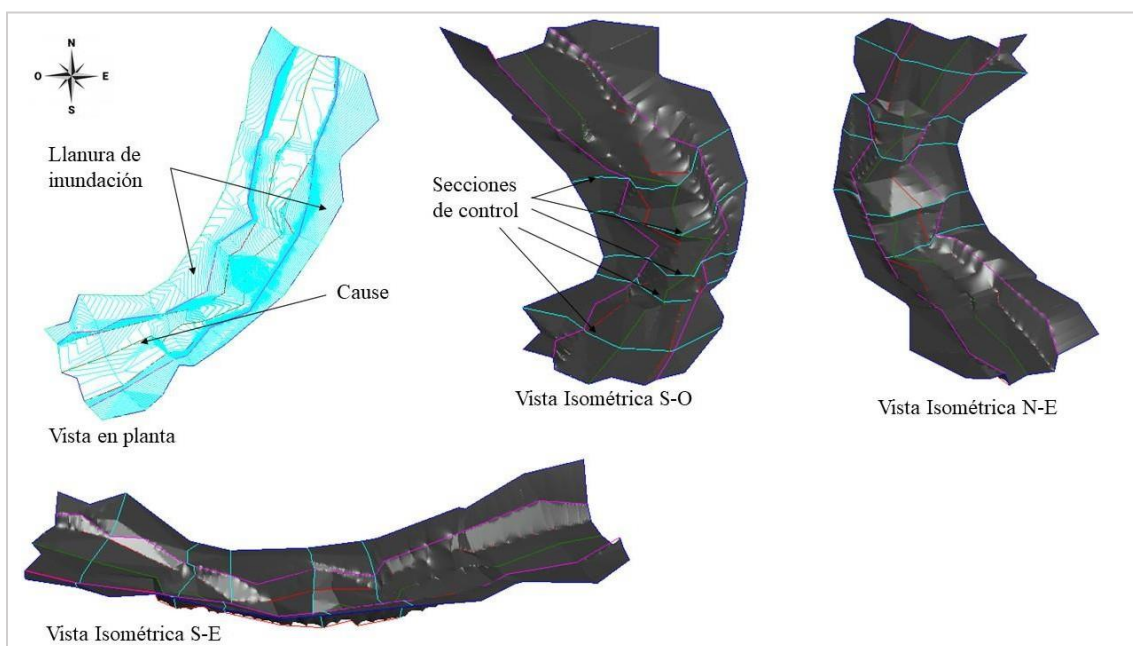 N
O
E
S
Llanura de
inundación
Cause
Vista en planta
Secciones
de control
Vista Isométrica S-O
Vista Isométrica N-E
Vista Isométrica S-E